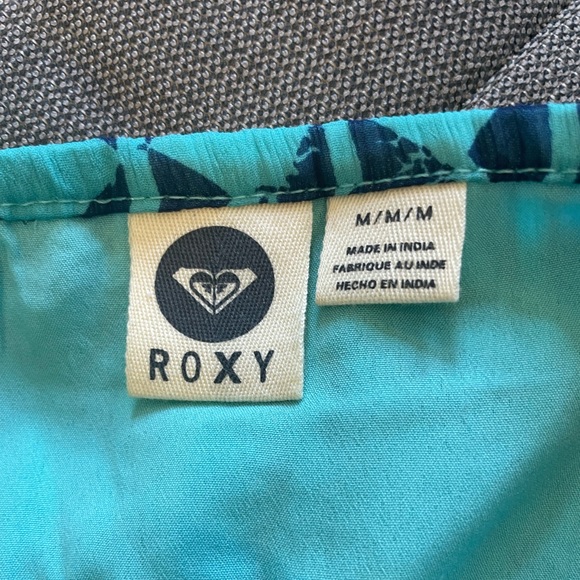 ROXY
M/M/M
MADE IN INDIA
FABRIQUE AU INDE
HECHO EN INDIA